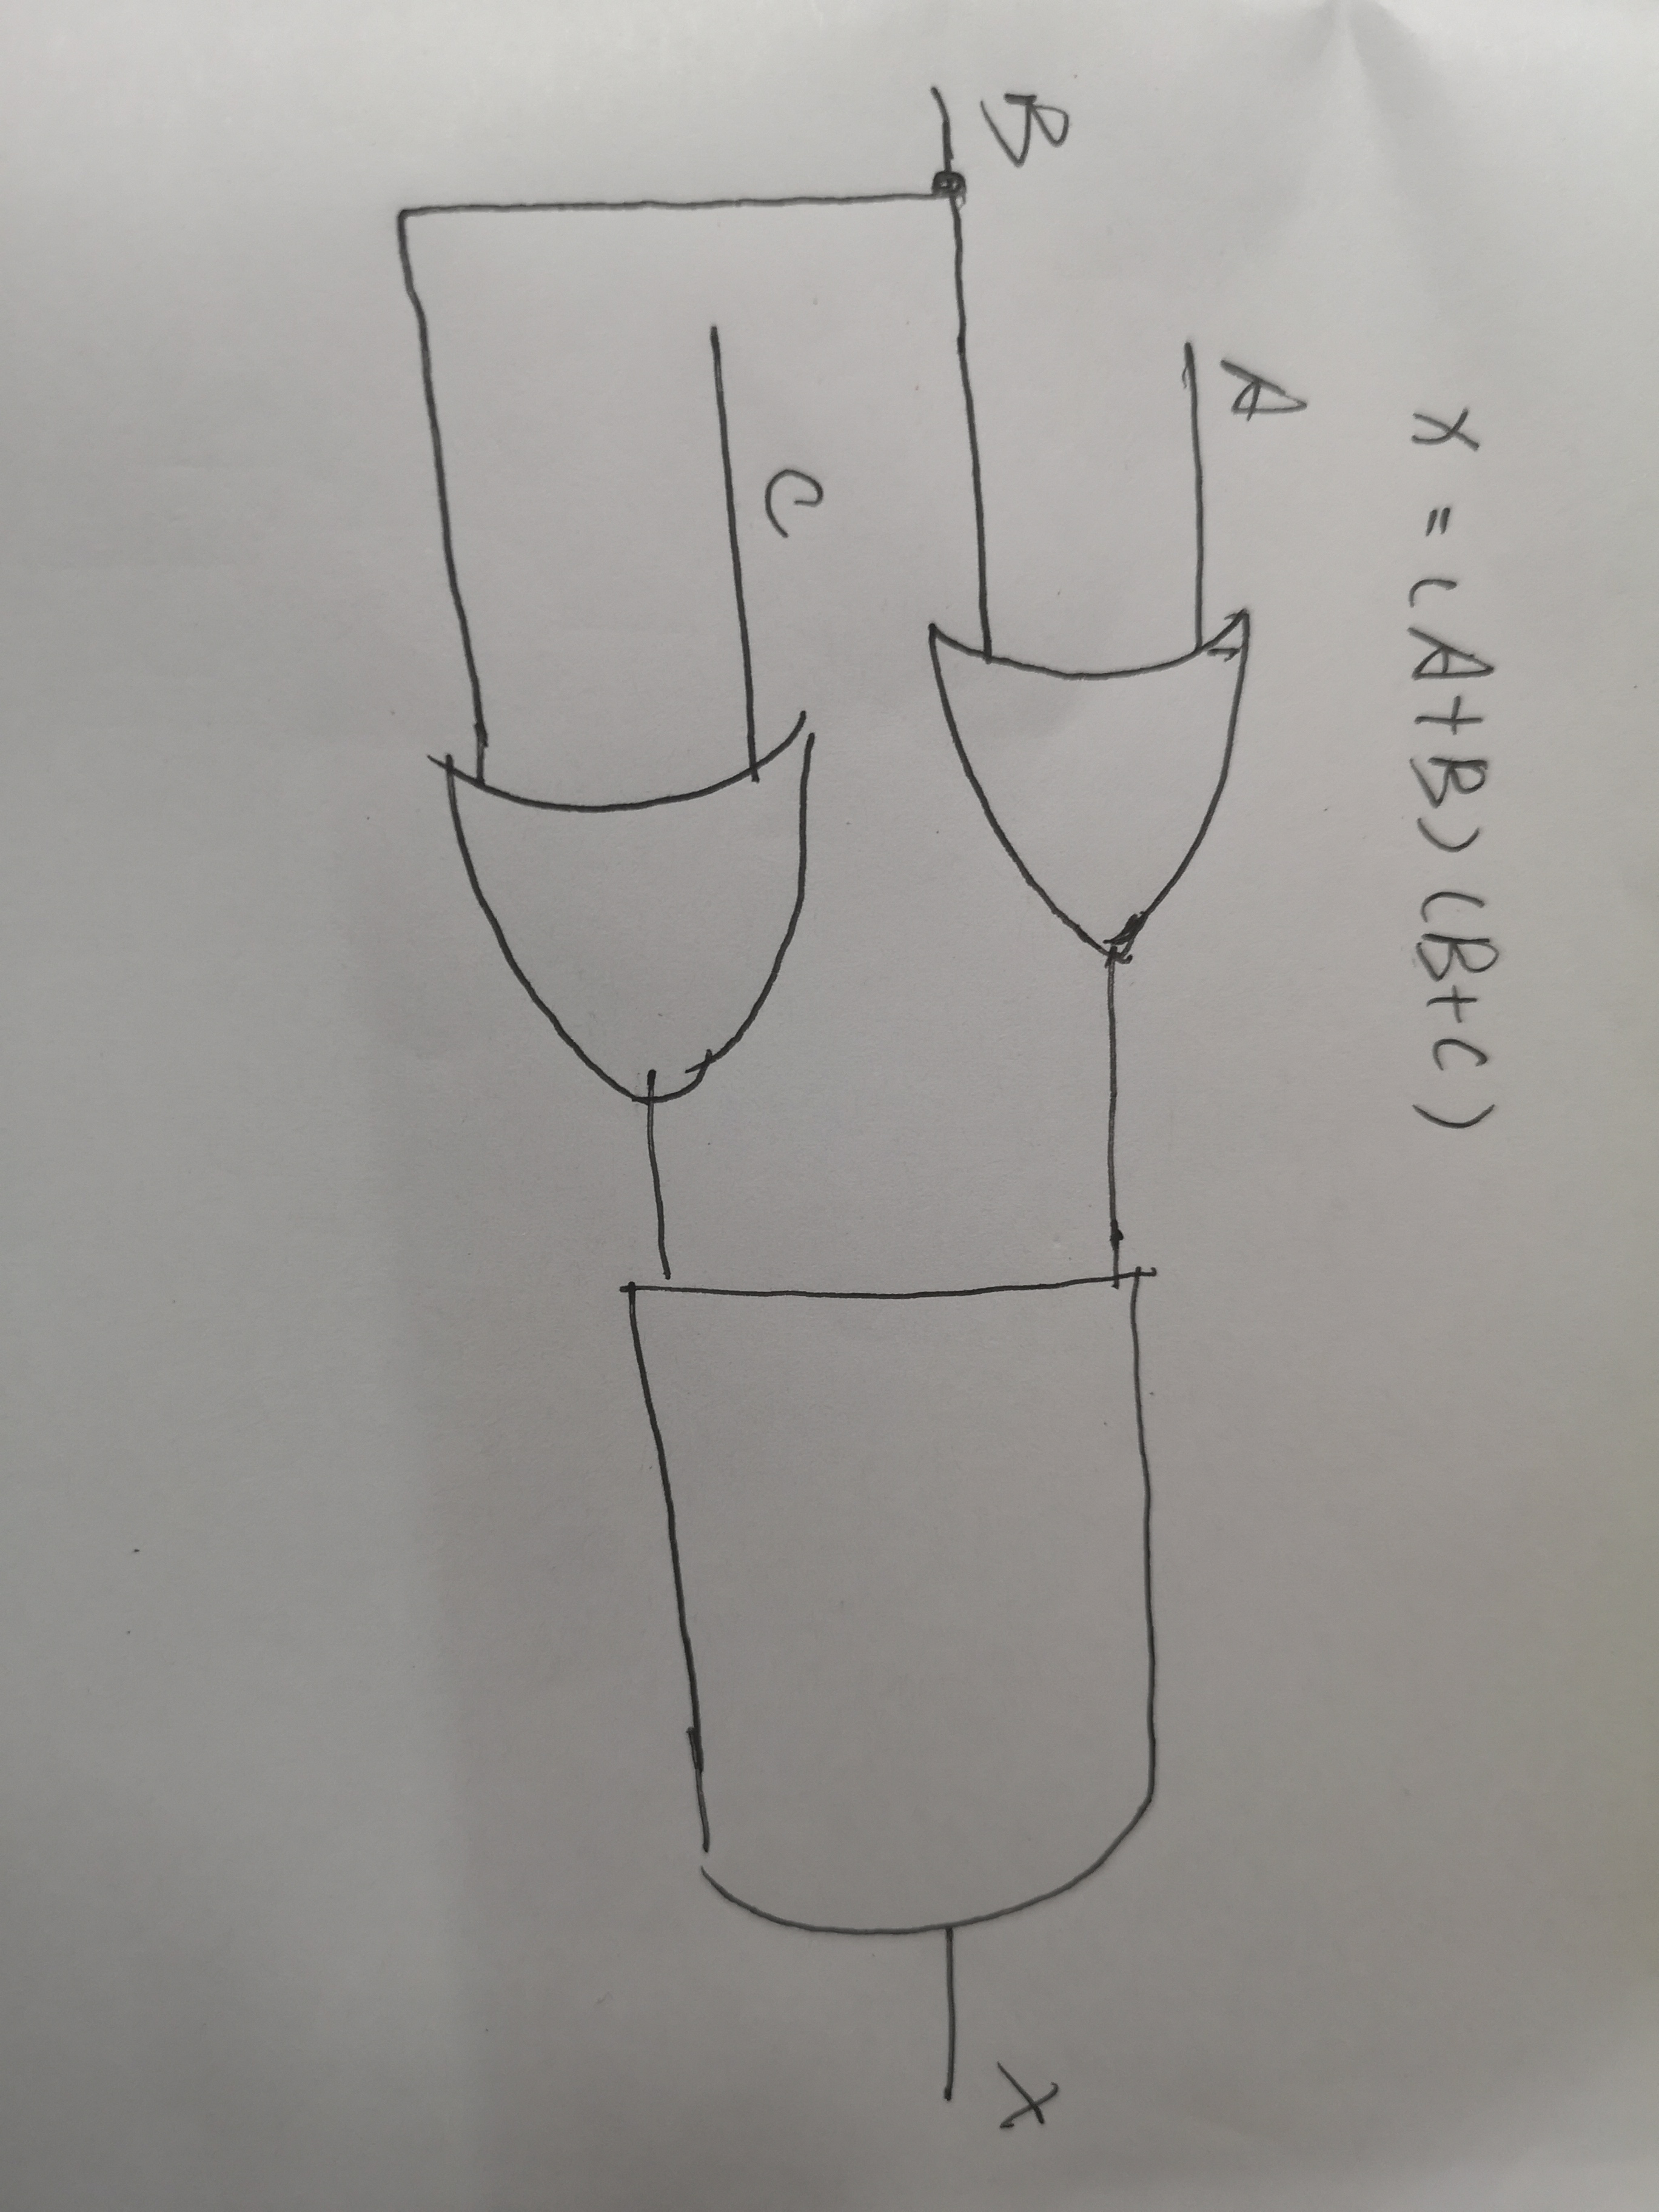 X = (A+B)(B+C)
A
B
X
C